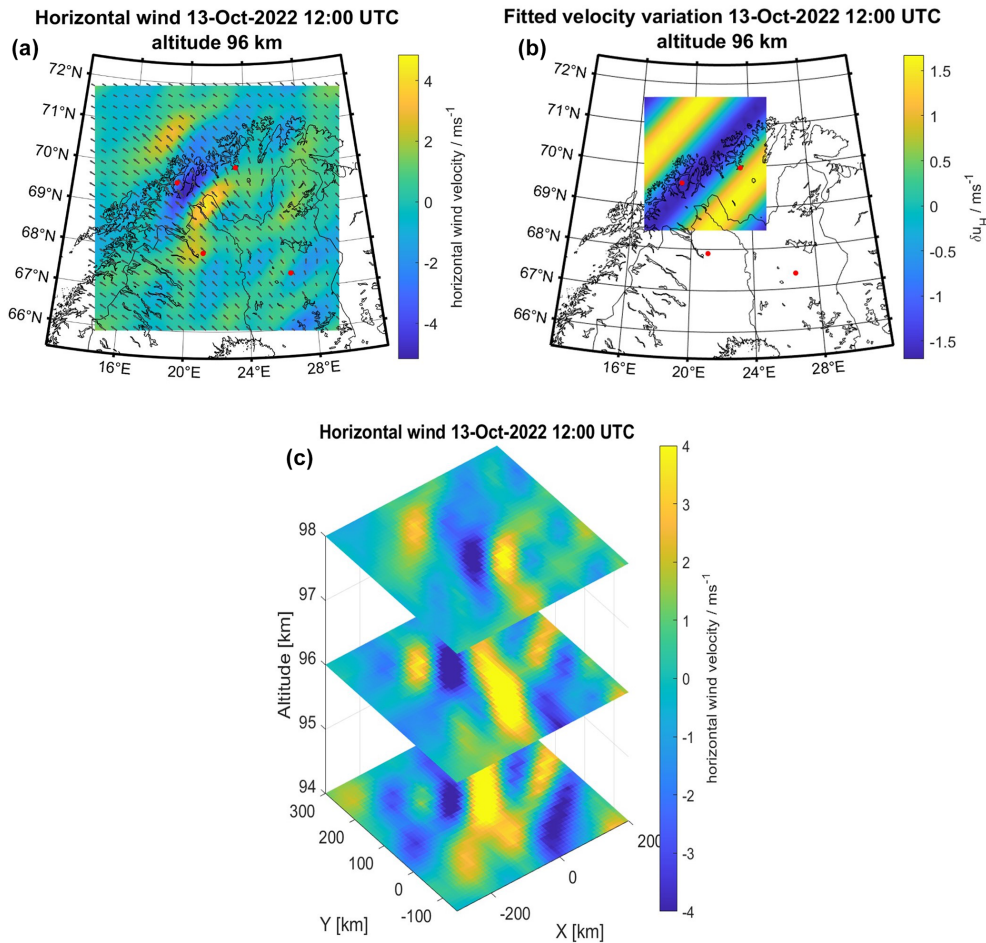 Horizontal wind 13-Oct-2022 12:00 UTC
altitude 96 km
(a)
72°N
71°N
70°N
69°N
68°N
67°N
66°N
16°E
20°E
24°E
28°E
4
2
0
-2
-4
horizontal wind velocity / ms-1
Fitted velocity variation 13-Oct-2022 12:00 UTC
altitude 96 km
(b)
72°N
71°N
70°N
69°N
68°N
67°N
66°N
16°E
20°E
24°E
28°E
1.5
1
0.5
0
-0.5
-1
-1.5
δuH / ms-1
Horizontal wind 13-Oct-2022 12:00 UTC
(c)
98
97
96
95
94
Altitude [km]
300
200
100
0
-100
Y [km]
-200
0
200
X [km]
4
3
2
1
0
-1
-2
-3
-4
horizontal wind velocity / ms-1